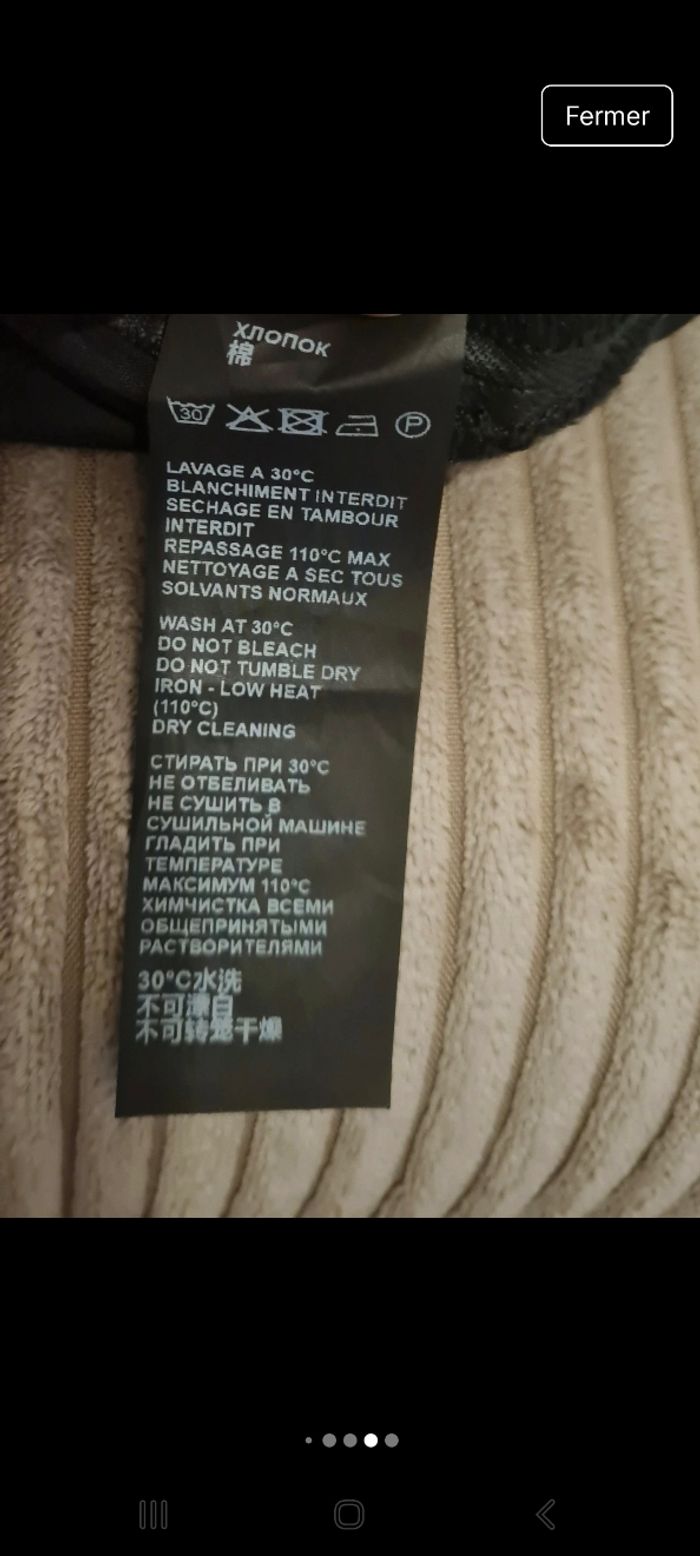 Fermer
ХЛОПОК
棉
30
P
LAVAGE A 30°C
BLANCHIMENT INTERDIT
SECHAGE EN TAMBOUR
INTERDIT
REPASSAGE 110°C MAX
NETTOYAGE A SEC TOUS
SOLVANTS NORMAUX
WASH AT 30°C
DO NOT BLEACH
DO NOT TUMBLE DRY
IRON - LOW HEAT
(110°C)
DRY CLEANING
СТИРАТЬ ПРИ 30°C
НЕ ОТБЕЛИВАТЬ
НЕ СУШИТЬ В
СУШИЛЬНОЙ МАШИНЕ
ГЛАДИТЬ ПРИ
ТЕМПЕРАТУРЕ
МАКСИМУМ 110°C
ХИМЧИСТКА ВСЕМИ
ОБЩЕПРИНЯТЫМИ
РАСТВОРИТЕЛЯМИ
30°C水洗
不可漂白
不可转笼干燥